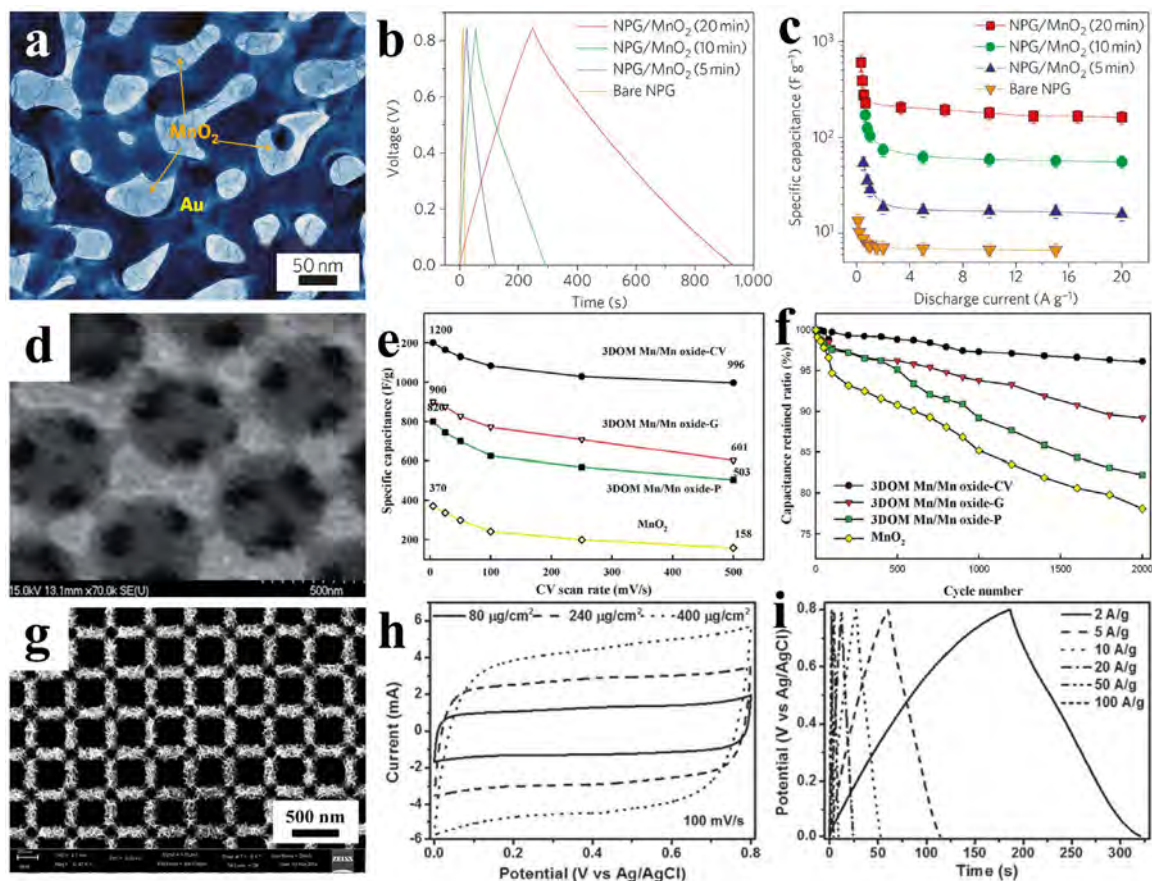 a
MnO₂
Au
50 nm
b
NPG/MnO₂ (20 min)
NPG/MnO₂ (10 min)
NPG/MnO₂ (5 min)
Bare NPG
Voltage (V)
0.8
0.6
0.4
0.2
0.0
0 200 400 600 800 1,000
Time (s)
c
NPG/MnO₂ (20 min)
NPG/MnO₂ (10 min)
NPG/MnO₂ (5 min)
Bare NPG
Specific capacitance (F g⁻¹)
10³
10²
10¹
0 4 8 12 16 20
Discharge current (A g⁻¹)
d
15.0kV 13.1mm x70.0k SE(U)
500nm
e
Specific capacitance (F/g)
1200
1000
800
600
400
200
1200
3DOM Mn/Mn oxide-CV
996
900
820
3DOM Mn/Mn oxide-G
601
503
3DOM Mn/Mn oxide-P
370
MnO₂
158
0 100 200 300 400 500
CV scan rate (mV/s)
f
Capacitance retained ratio (%)
100
95
90
85
80
75
3DOM Mn/Mn oxide-CV
3DOM Mn/Mn oxide-G
3DOM Mn/Mn oxide-P
MnO₂
0 500 1000 1500 2000
Cycle number
g
500 nm
h
80 μg/cm² 240 μg/cm² 400 μg/cm²
Current (mA)
6
4
2
0
-2
-4
-6
100 mV/s
0.0 0.2 0.4 0.6 0.8
Potential (V vs Ag/AgCl)
i
2 A/g
5 A/g
10 A/g
20 A/g
50 A/g
100 A/g
Potential (V vs Ag/AgCl)
0.8
0.6
0.4
0.2
0.0
0 50 100 150 200 250 300
Time (s)